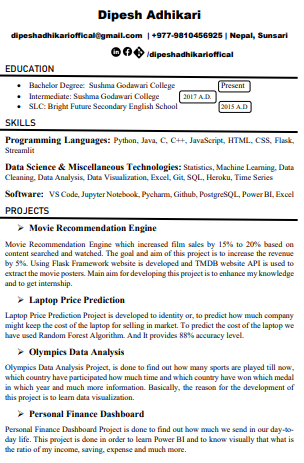 Dipesh Adhikari
dipeshadhikarioffical@gmail.com | +977-9810456925 | Nepal, Sunsari
/dipeshadhikarioffical
EDUCATION
• Bachelor Degree: Sushma Godawari College Present
• Intermediate: Sushma Godawari College 2017 A.D.
• SLC: Bright Future Secondary English School 2015 A.D
SKILLS
Programming Languages: Python, Java, C, C++, JavaScript, HTML, CSS, Flask,
Streamlit
Data Science & Miscellaneous Technologies: Statistics, Machine Learning, Data
Cleaning, Data Analysis, Data Visualization, Excel, Git, SQL, Heroku, Time Series
Software: VS Code, Jupyter Notebook, Pycharm, Github, PostgreSQL, Power BI, Excel
PROJECTS
➤ Movie Recommendation Engine
Movie Recommendation Engine which increased film sales by 15% to 20% based on
content searched and watched. The goal and aim of this project is to increase the revenue
by 5%. Using Flask Framework website is developed and TMDB website API is used to
extract the movie posters. Main aim for developing this project is to enhance my knowledge
and to get internship.
➤ Laptop Price Prediction
Laptop Price Prediction Project is developed to identity or, to predict how much company
might keep the cost of the laptop for selling in market. To predict the cost of the laptop we
have used Random Forest Algorithm. And It provides 88% accuracy level.
➤ Olympics Data Analysis
Olympics Data Analysis Project, is done to find out how many sports are played till now,
which country have participated how much time and which country have won which medal
in which year and much more information. Basically, the reason for the development of
this project is to learn data visualization.
➤ Personal Finance Dashboard
Personal Finance Dashboard Project is done to find out how much we send in our day-to-
day life. This project is done in order to learn Power BI and to know visually that what is
the ratio of my income, saving, expense and much more.